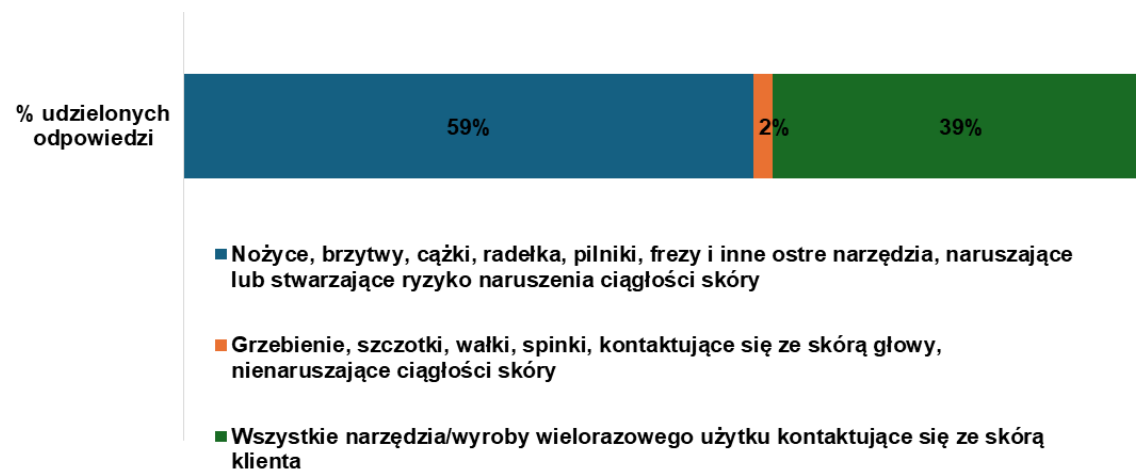 % udzielonych
odpowiedzi
59%
2%
39%
Nożyce, brzytwy, cążki, radełka, pilniki, frezy i inne ostre narzędzia, naruszające
lub stwarzające ryzyko naruszenia ciągłości skóry
Grzebienie, szczotki, wałki, spinki, kontaktujące się ze skórą głowy,
nienaruszające ciągłości skóry
Wszystkie narzędzia/wyroby wielorazowego użytku kontaktujące się ze skórą
klienta